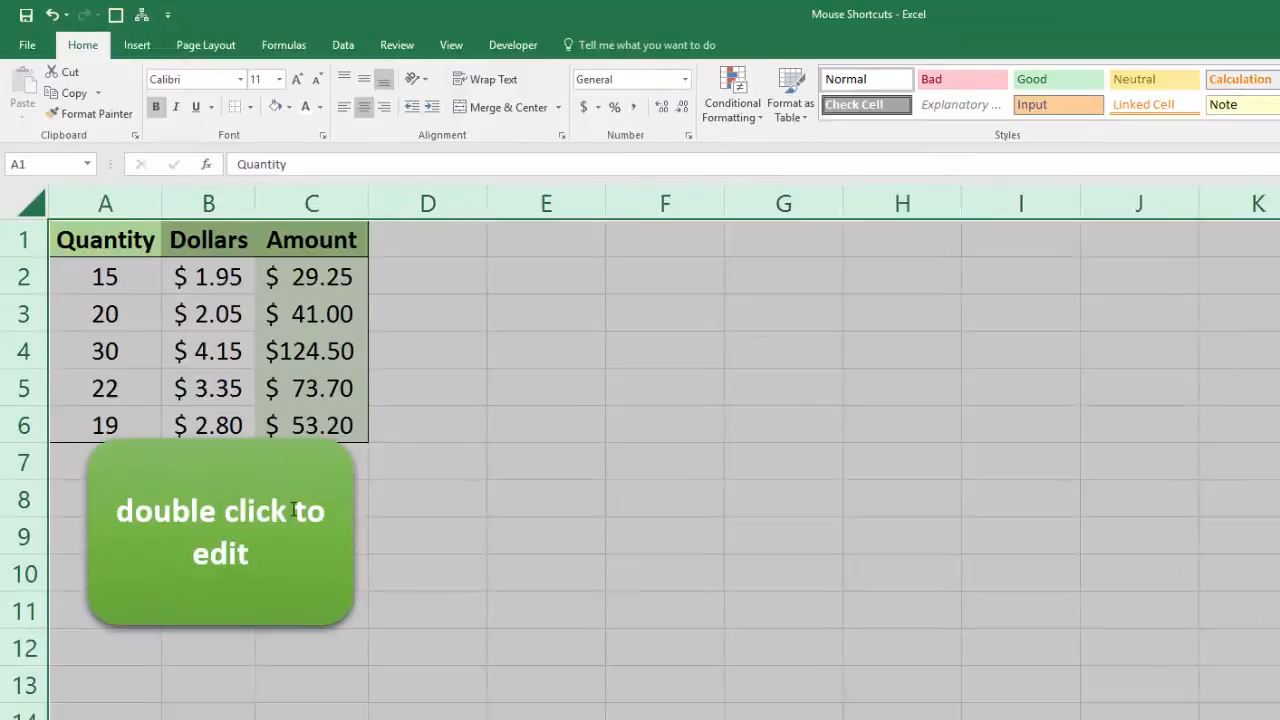 Mouse Shortcuts - Excel
File Home Insert Page Layout Formulas Data Review View Developer Tell me what you want to do
Cut Calibri 11 Wrap Text General Normal Bad Good Neutral Calculation
Paste Copy Conditional Formatting Format as Table
Format Painter B I U Merge & Center $ % Check Cell Explanatory ... Input Linked Cell Note
Clipboard Font Alignment Number Styles
A1 fx Quantity
A B C D E F G H I J K
1 Quantity Dollars Amount
2 15 $ 1.95 $ 29.25
3 20 $ 2.05 $ 41.00
4 30 $ 4.15 $124.50
5 22 $ 3.35 $ 73.70
6 19 $ 2.80 $ 53.20
7
8 double click to
9 edit
10
11
12
13